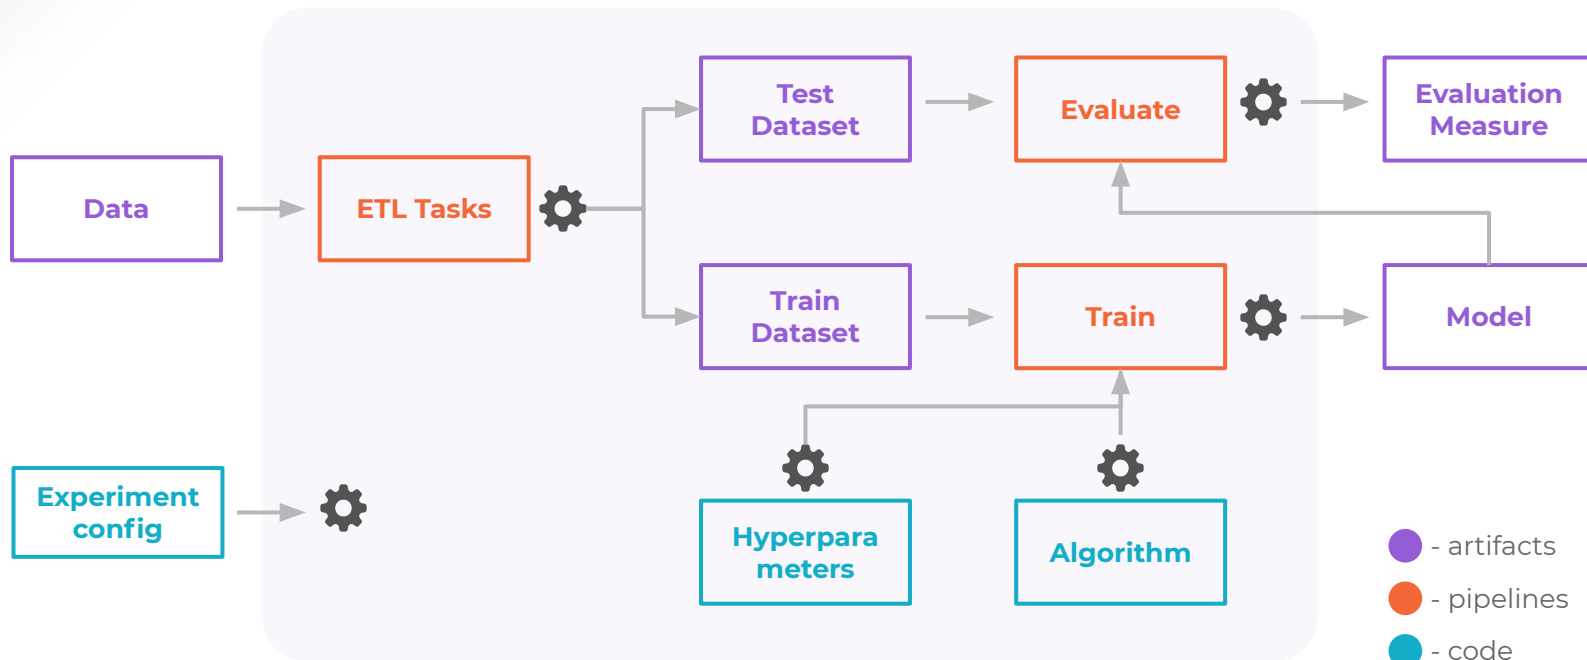 Test
Dataset
Evaluate
Evaluation
Measure
Data
ETL Tasks
Train
Dataset
Train
Model
Experiment
config
Hyperpara
meters
Algorithm
- artifacts
- pipelines
- code